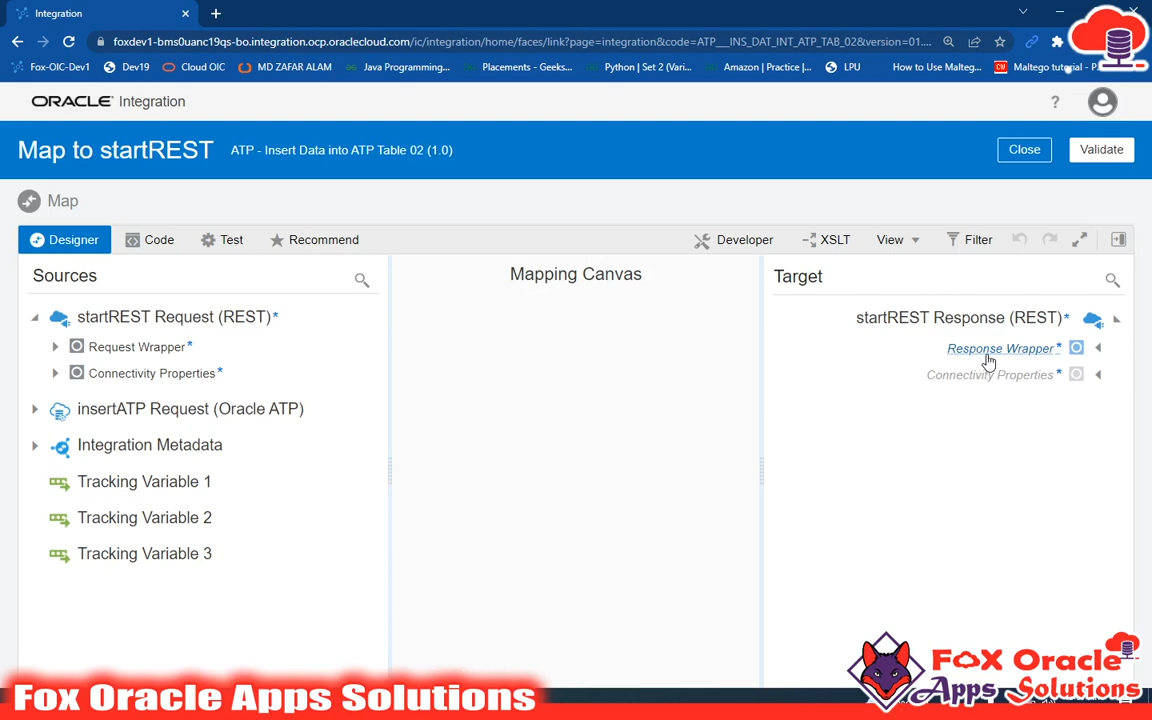 Integration
foxdev1-bms0uanc19qs-bo.integration.ocp.oraclecloud.com/ic/integration/home/faces/link?page=integration&code=ATP___INS_DAT_INT_ATP_TAB_02&version=01....
Fox-OIC-Dev1 Dev19 Cloud OIC MD ZAFAR ALAM Java Programming... Placements - Geeks... Python | Set 2 (Vari... Amazon | Practice |... LPU How to Use Malteg... Maltego
ORACLE Integration
?
Map to startREST ATP - Insert Data into ATP Table 02 (1.0) Close Validate
Map
Designer Code Test Recommend Developer XSLT View Filter
Sources Mapping Canvas Target
startREST Request (REST)* startREST Response (REST)*
Request Wrapper* Response Wrapper*
Connectivity Properties* Connectivity Properties*
insertATP Request (Oracle ATP)
Integration Metadata
Tracking Variable 1
Tracking Variable 2
Tracking Variable 3
Fox Oracle Apps Solutions
FOX Oracle
Apps Solutions